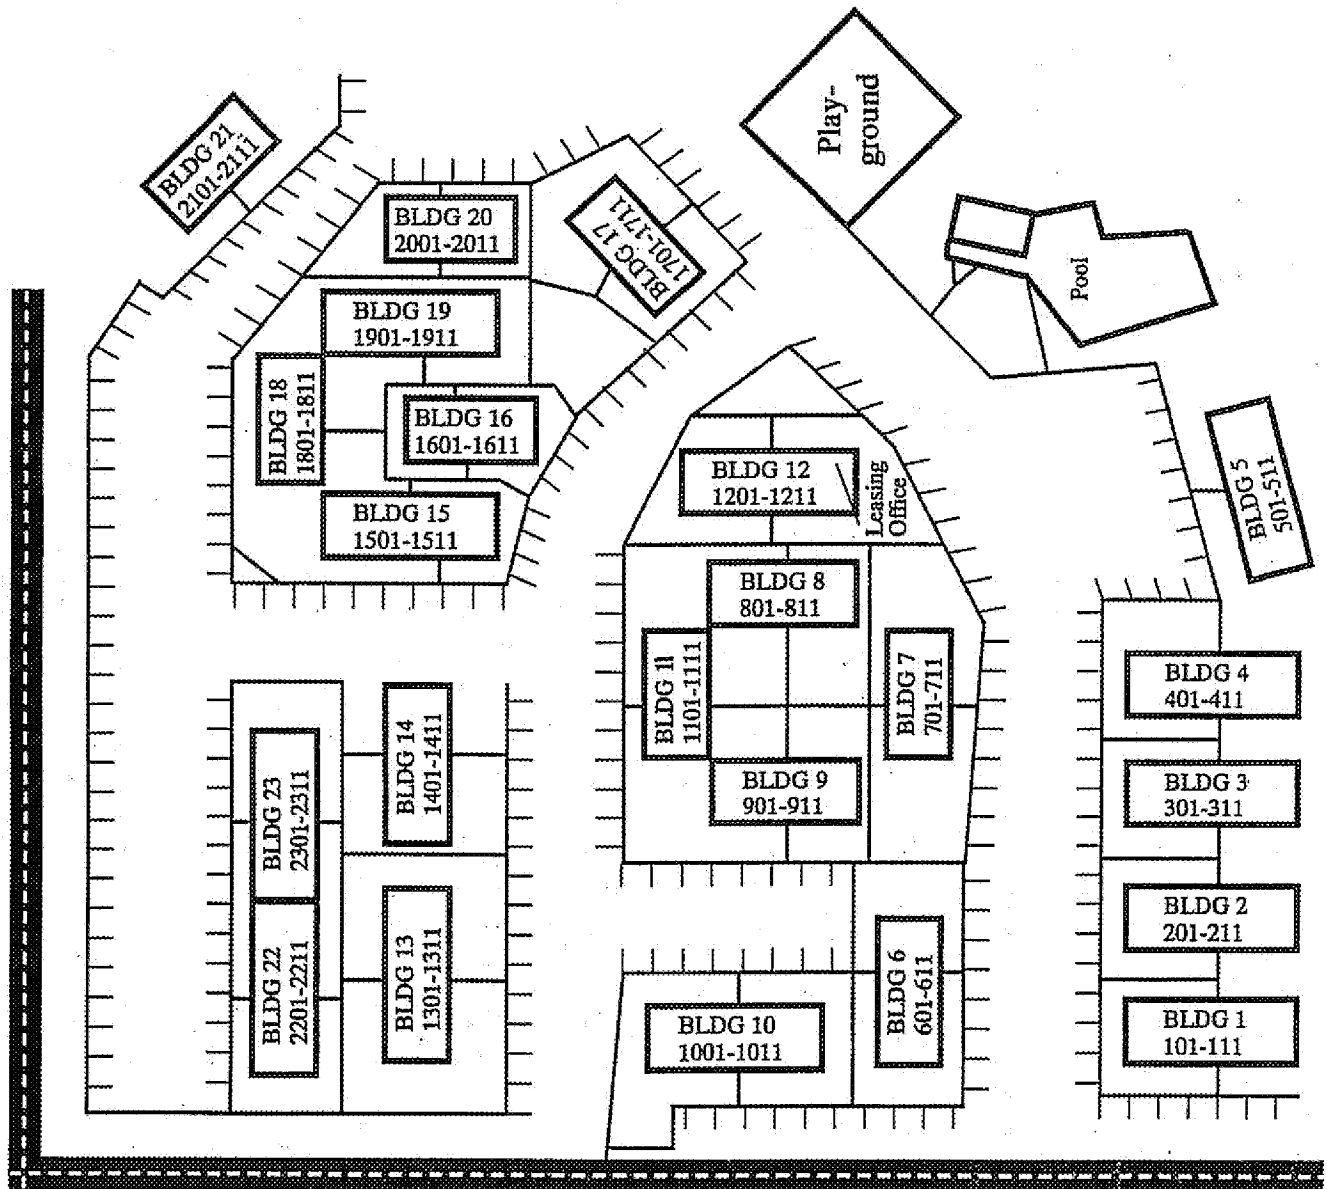 Play-
ground
BLDG 21
2101-2111
BLDG 20
2001-2011
BLDG 17
1701-1711
Pool
BLDG 19
1901-1911
BLDG 18
1801-1811
BLDG 16
1601-1611
BLDG 15
1501-1511
BLDG 12
1201-1211
Leasing
Office
BLDG 5
501-511
BLDG 8
801-811
BLDG 11
1101-1111
BLDG 7
701-711
BLDG 9
901-911
BLDG 4
401-411
BLDG 3
301-311
BLDG 2
201-211
BLDG 1
101-111
BLDG 23
2301-2311
BLDG 14
1401-1411
BLDG 22
2201-2211
BLDG 13
1301-1311
BLDG 10
1001-1011
BLDG 6
601-611